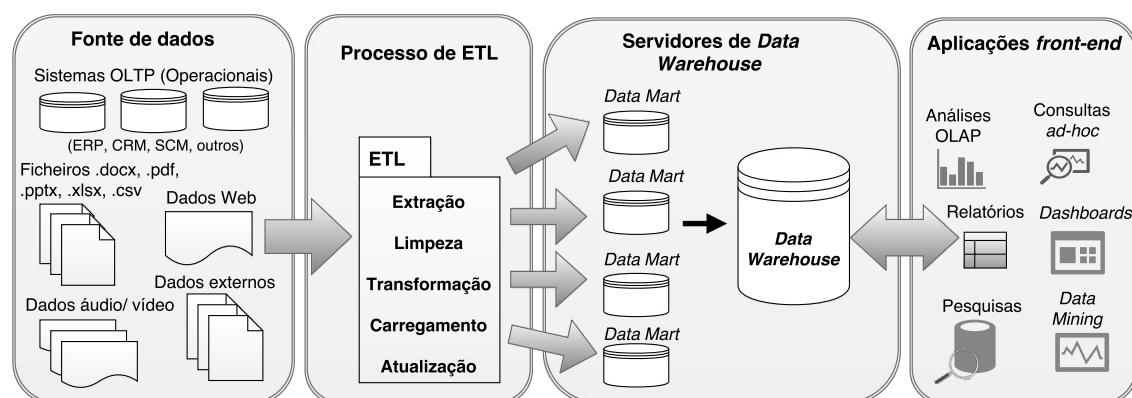 Fonte de dados
Sistemas OLTP (Operacionais)
(ERP, CRM, SCM, outros)
Ficheiros .docx, .pdf,
.pptx, .xlsx, .csv
Dados Web
Dados externos
Dados áudio/ vídeo
Processo de ETL
ETL
Extração
Limpeza
Transformação
Carregamento
Atualização
Servidores de Data
Warehouse
Data Mart
Data Mart
Data Mart
Data Mart
Data
Warehouse
Aplicações front-end
Análises
OLAP
Consultas
ad-hoc
Relatórios
Dashboards
Pesquisas
Data
Mining